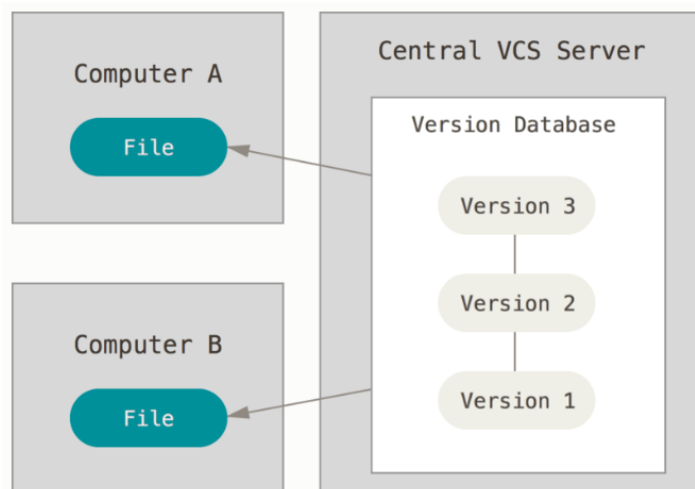 Computer A
File
Computer B
File
Central VCS Server
Version Database
Version 3
Version 2
Version 1